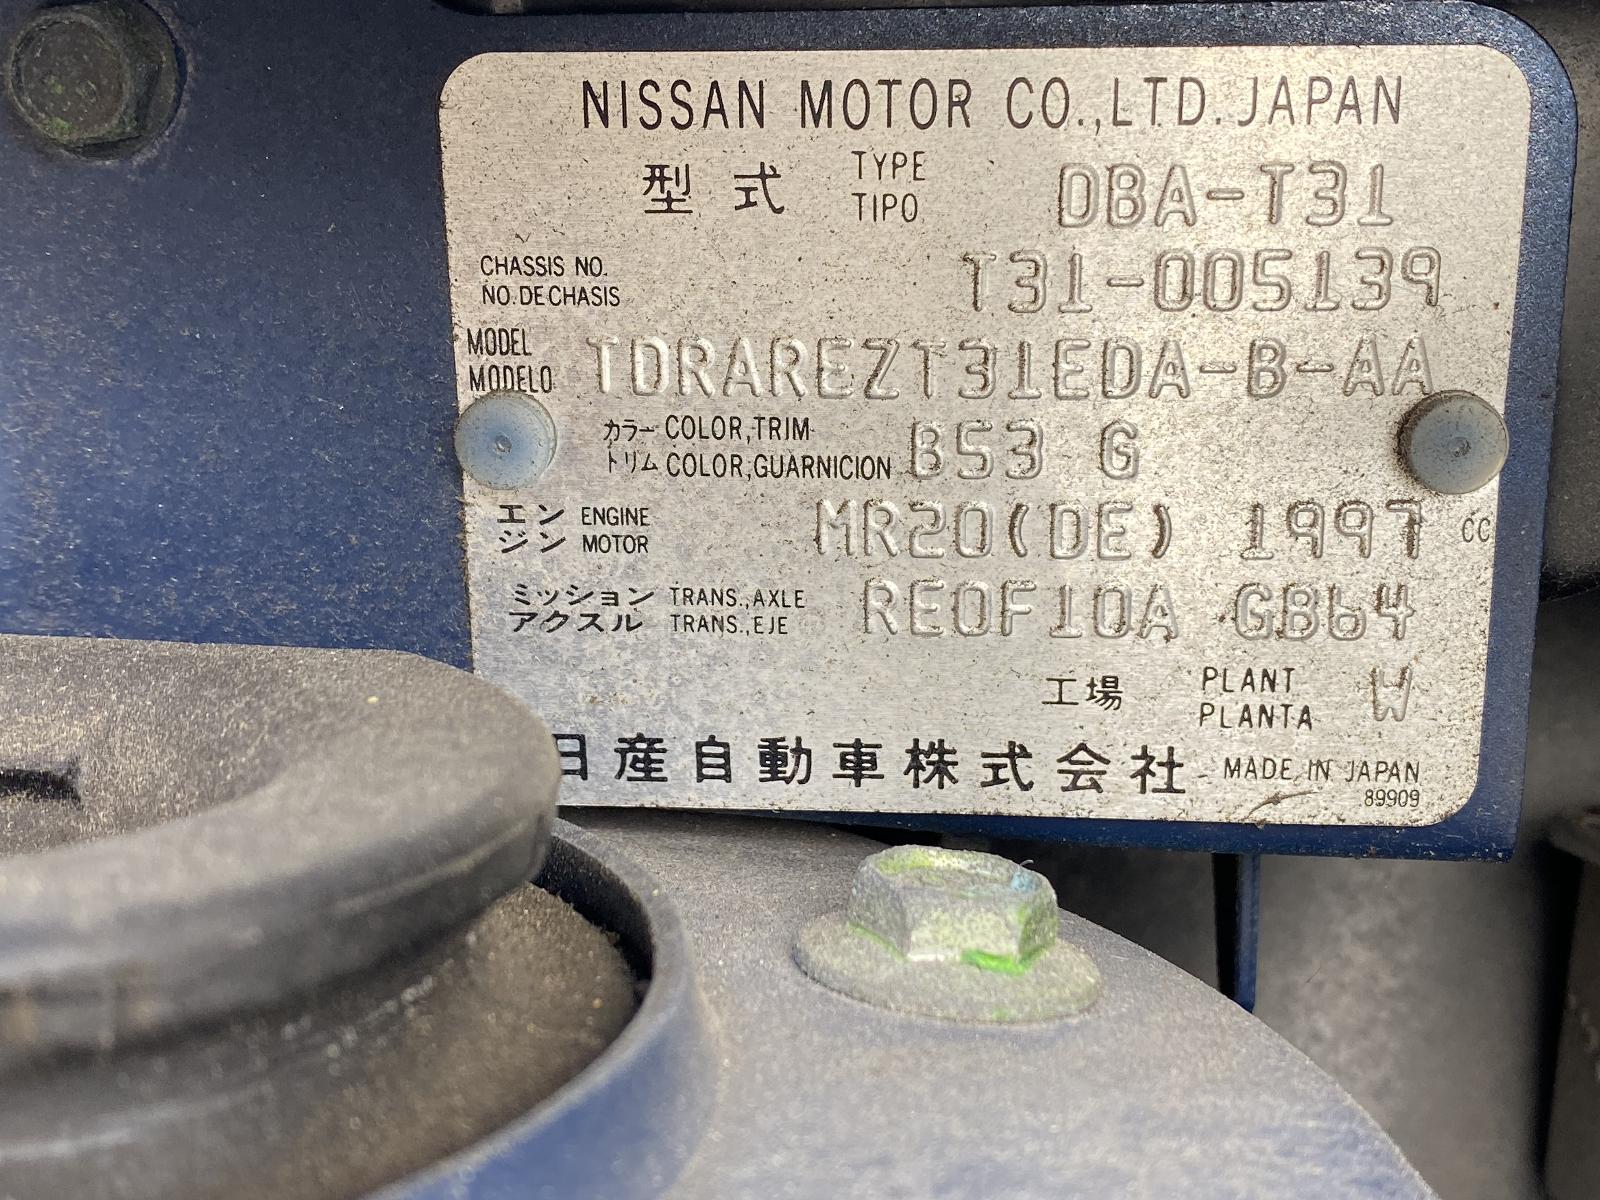 NISSAN MOTOR CO.,LTD. JAPAN
型式 TYPE TIPO DBA-T31
CHASSIS NO. NO.DECHASIS T31-005139
MODEL MODELO TDRAREZT31EDA-B-AA
カラー COLOR,TRIM
トリム COLOR,GUARNICION B53 G
エン ENGINE
ジン MOTOR MR20(DE) 1997 CC
ミッション TRANS.,AXLE
アクスル TRANS.,EJE RE0F10A GB64
工場 PLANT PLANTA W
日産自動車株式会社 MADE IN JAPAN
89909